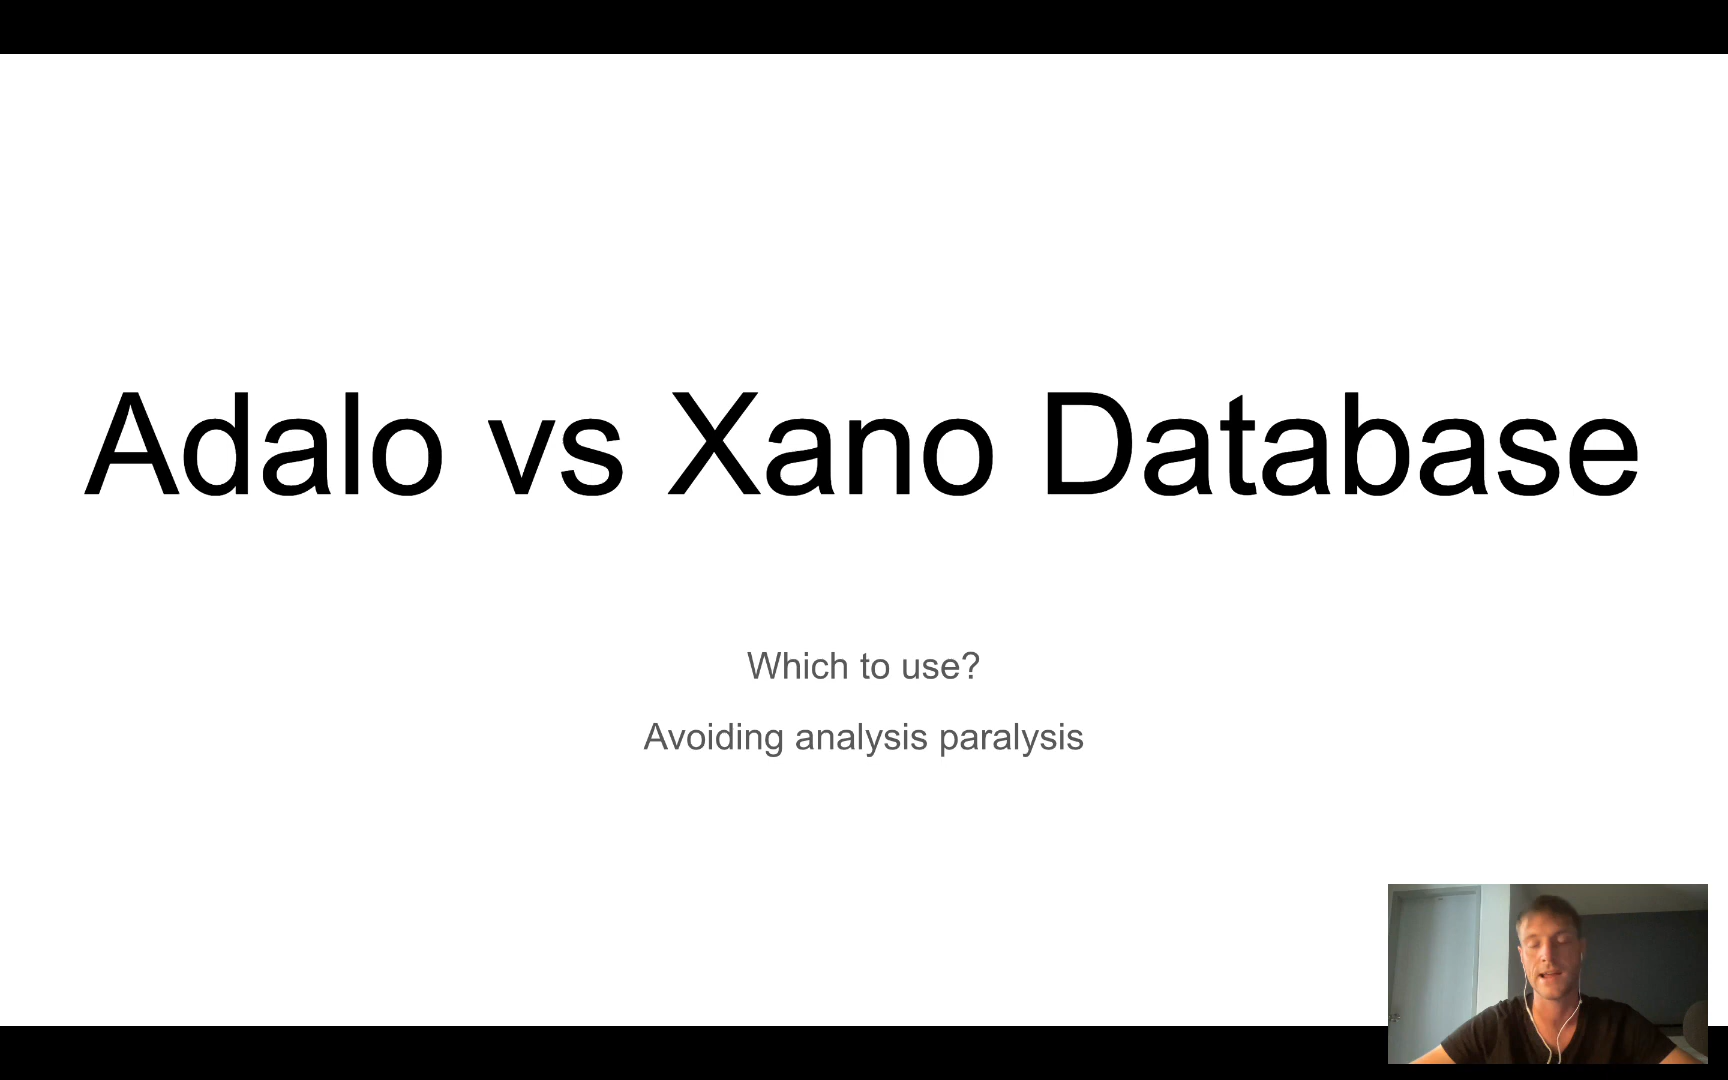 Adalo vs Xano Database
Which to use?
Avoiding analysis paralysis